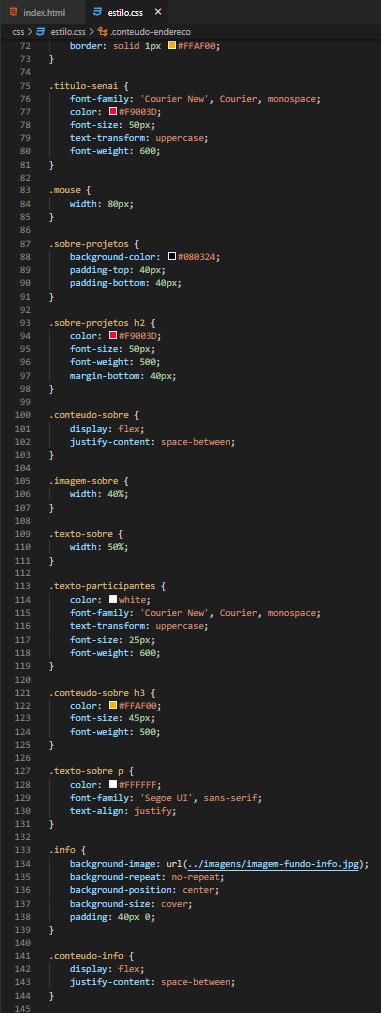 index.html estilo.css ×
css > estilo.css > .conteudo-endereco
72 border: solid 1px #FFAF00;
73 }
74
75 .titulo-senai {
76 font-family: 'Courier New', Courier, monospace;
77 color: #F9003D;
78 font-size: 50px;
79 text-transform: uppercase;
80 font-weight: 600;
81 }
82
83 .mouse {
84 width: 80px;
85 }
86
87 .sobre-projetos {
88 background-color: #080324;
89 padding-top: 40px;
90 padding-bottom: 40px;
91 }
92
93 .sobre-projetos h2 {
94 color: #F9003D;
95 font-size: 50px;
96 font-weight: 500;
97 margin-bottom: 40px;
98 }
99
100 .conteudo-sobre {
101 display: flex;
102 justify-content: space-between;
103 }
104
105 .imagem-sobre {
106 width: 40%;
107 }
108
109 .texto-sobre {
110 width: 50%;
111 }
112
113 .texto-participantes {
114 color: white;
115 font-family: 'Courier New', Courier, monospace;
116 text-transform: uppercase;
117 font-size: 25px;
118 font-weight: 600;
119 }
120
121 .conteudo-sobre h3 {
122 color: #FFAF00;
123 font-size: 45px;
124 font-weight: 500;
125 }
126
127 .texto-sobre p {
128 color: #FFFFFF;
129 font-family: 'Segoe UI', sans-serif;
130 text-align: justify;
131 }
132
133 .info {
134 background-image: url(../imagens/imagem-fundo-info.jpg);
135 background-repeat: no-repeat;
136 background-position: center;
137 background-size: cover;
138 padding: 40px 0;
139 }
140
141 .conteudo-info {
142 display: flex;
143 justify-content: space-between;
144 }
145